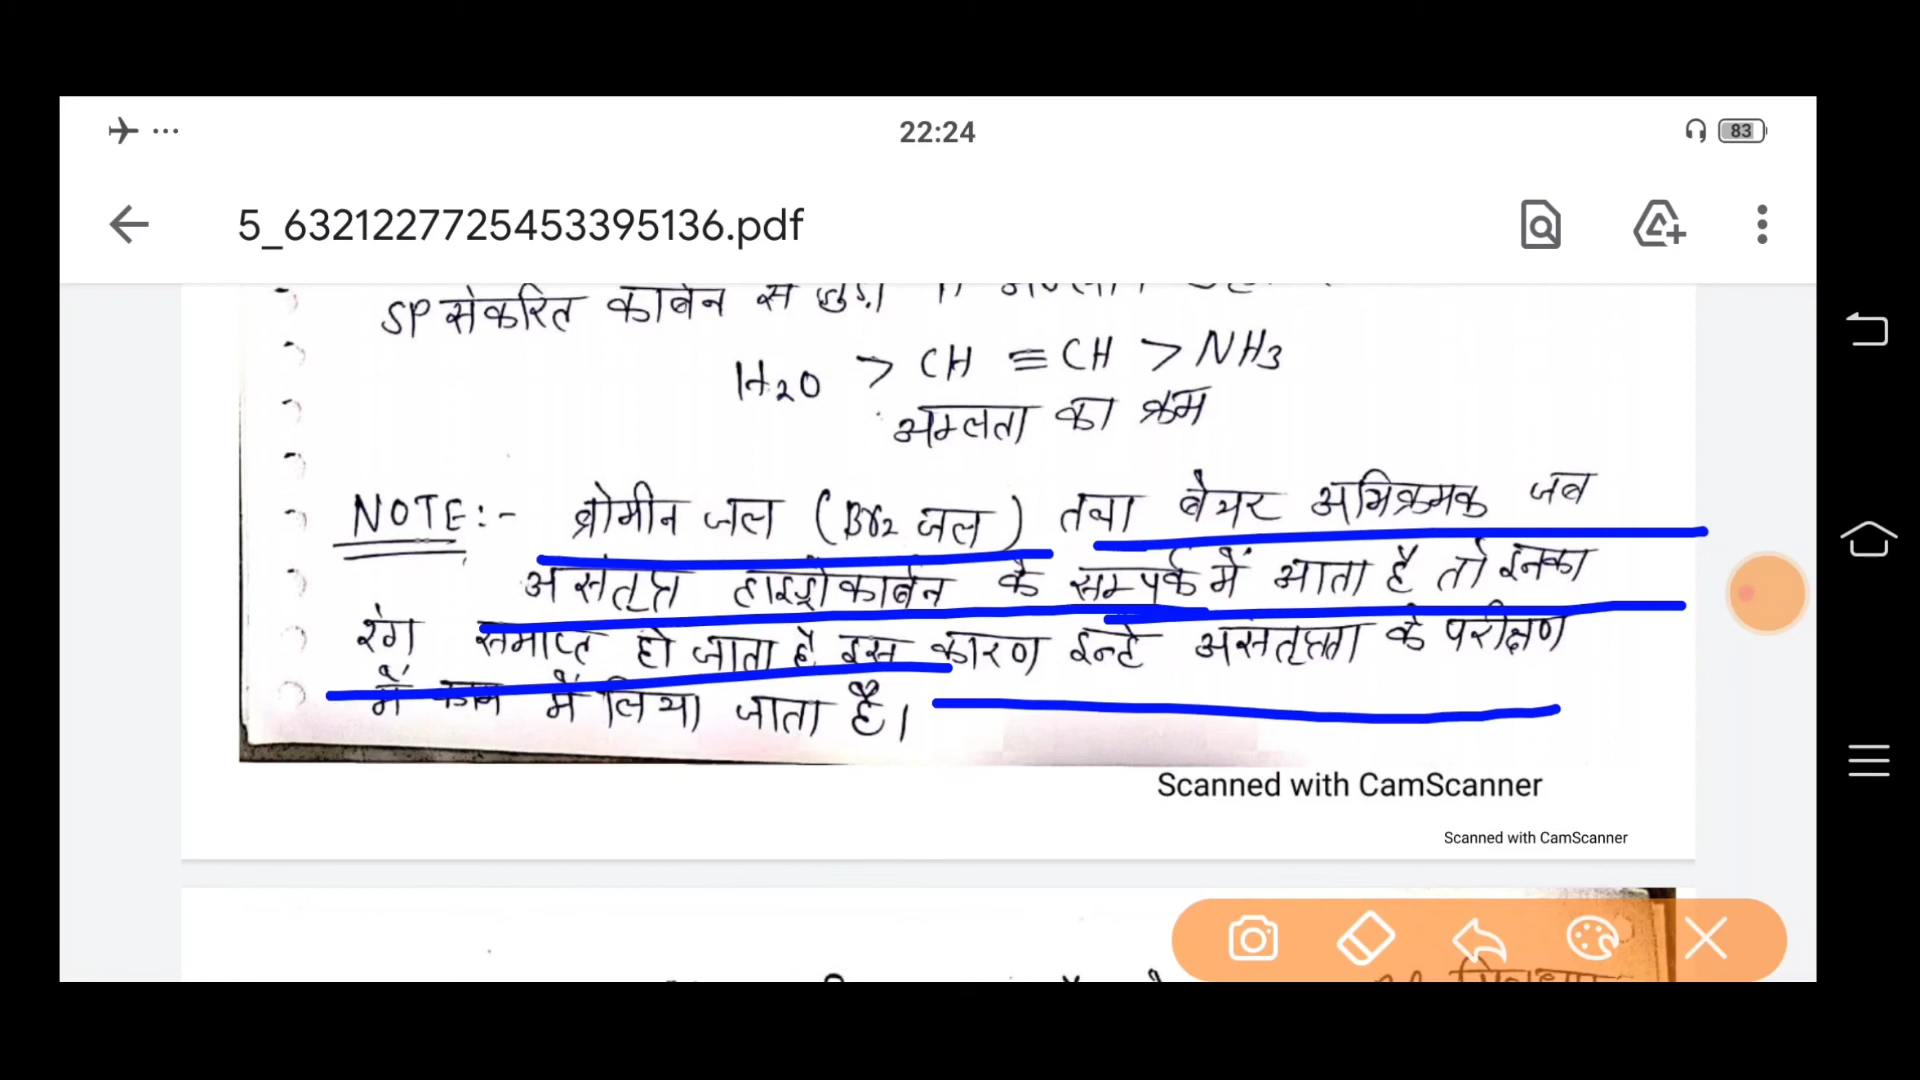 22:24
83
5_6321227725453395136.pdf
SP संकरित कार्बन से जुड़ा
H2O > CH ≡ CH > NH3
अम्लता का क्रम
NOTE:- ब्रोमीन जल (Br2 जल) तथा बेयर अभिक्रमक जब
असंतृप्त हाइड्रोकार्बन के सम्पर्क में आता है तो इनका
रंग समाप्त हो जाता है इस कारण इन्हे असंतृप्तता के परीक्षण
में काम में लिया जाता है।
Scanned with CamScanner
Scanned with CamScanner